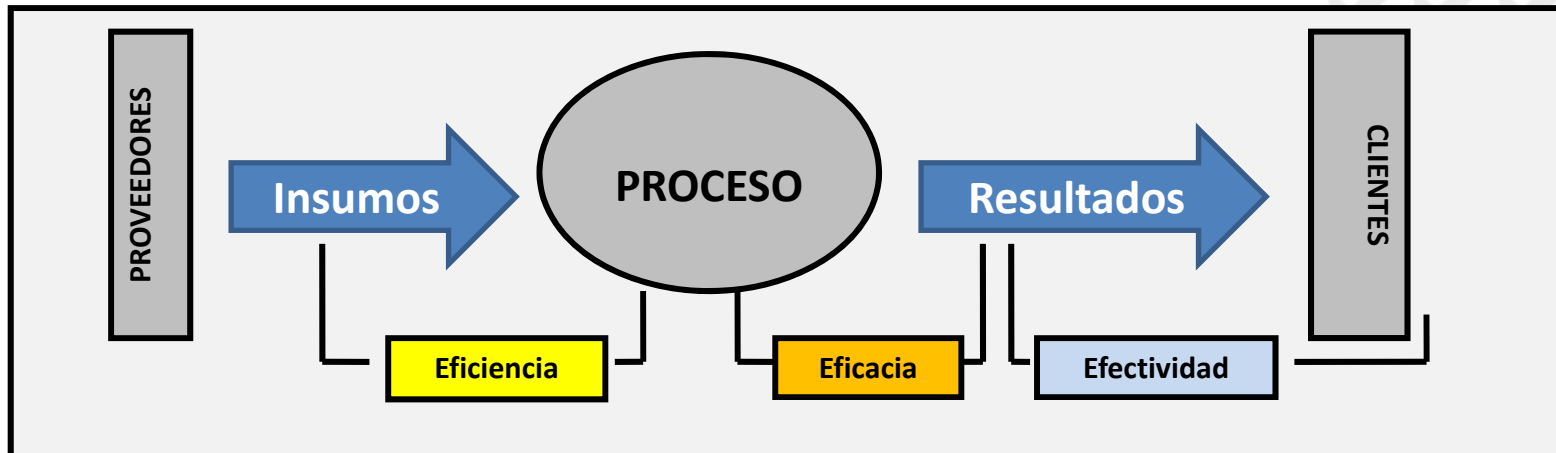 PROVEEDORES
Insumos
PROCESO
Resultados
CLIENTES
Eficiencia
Eficacia
Efectividad